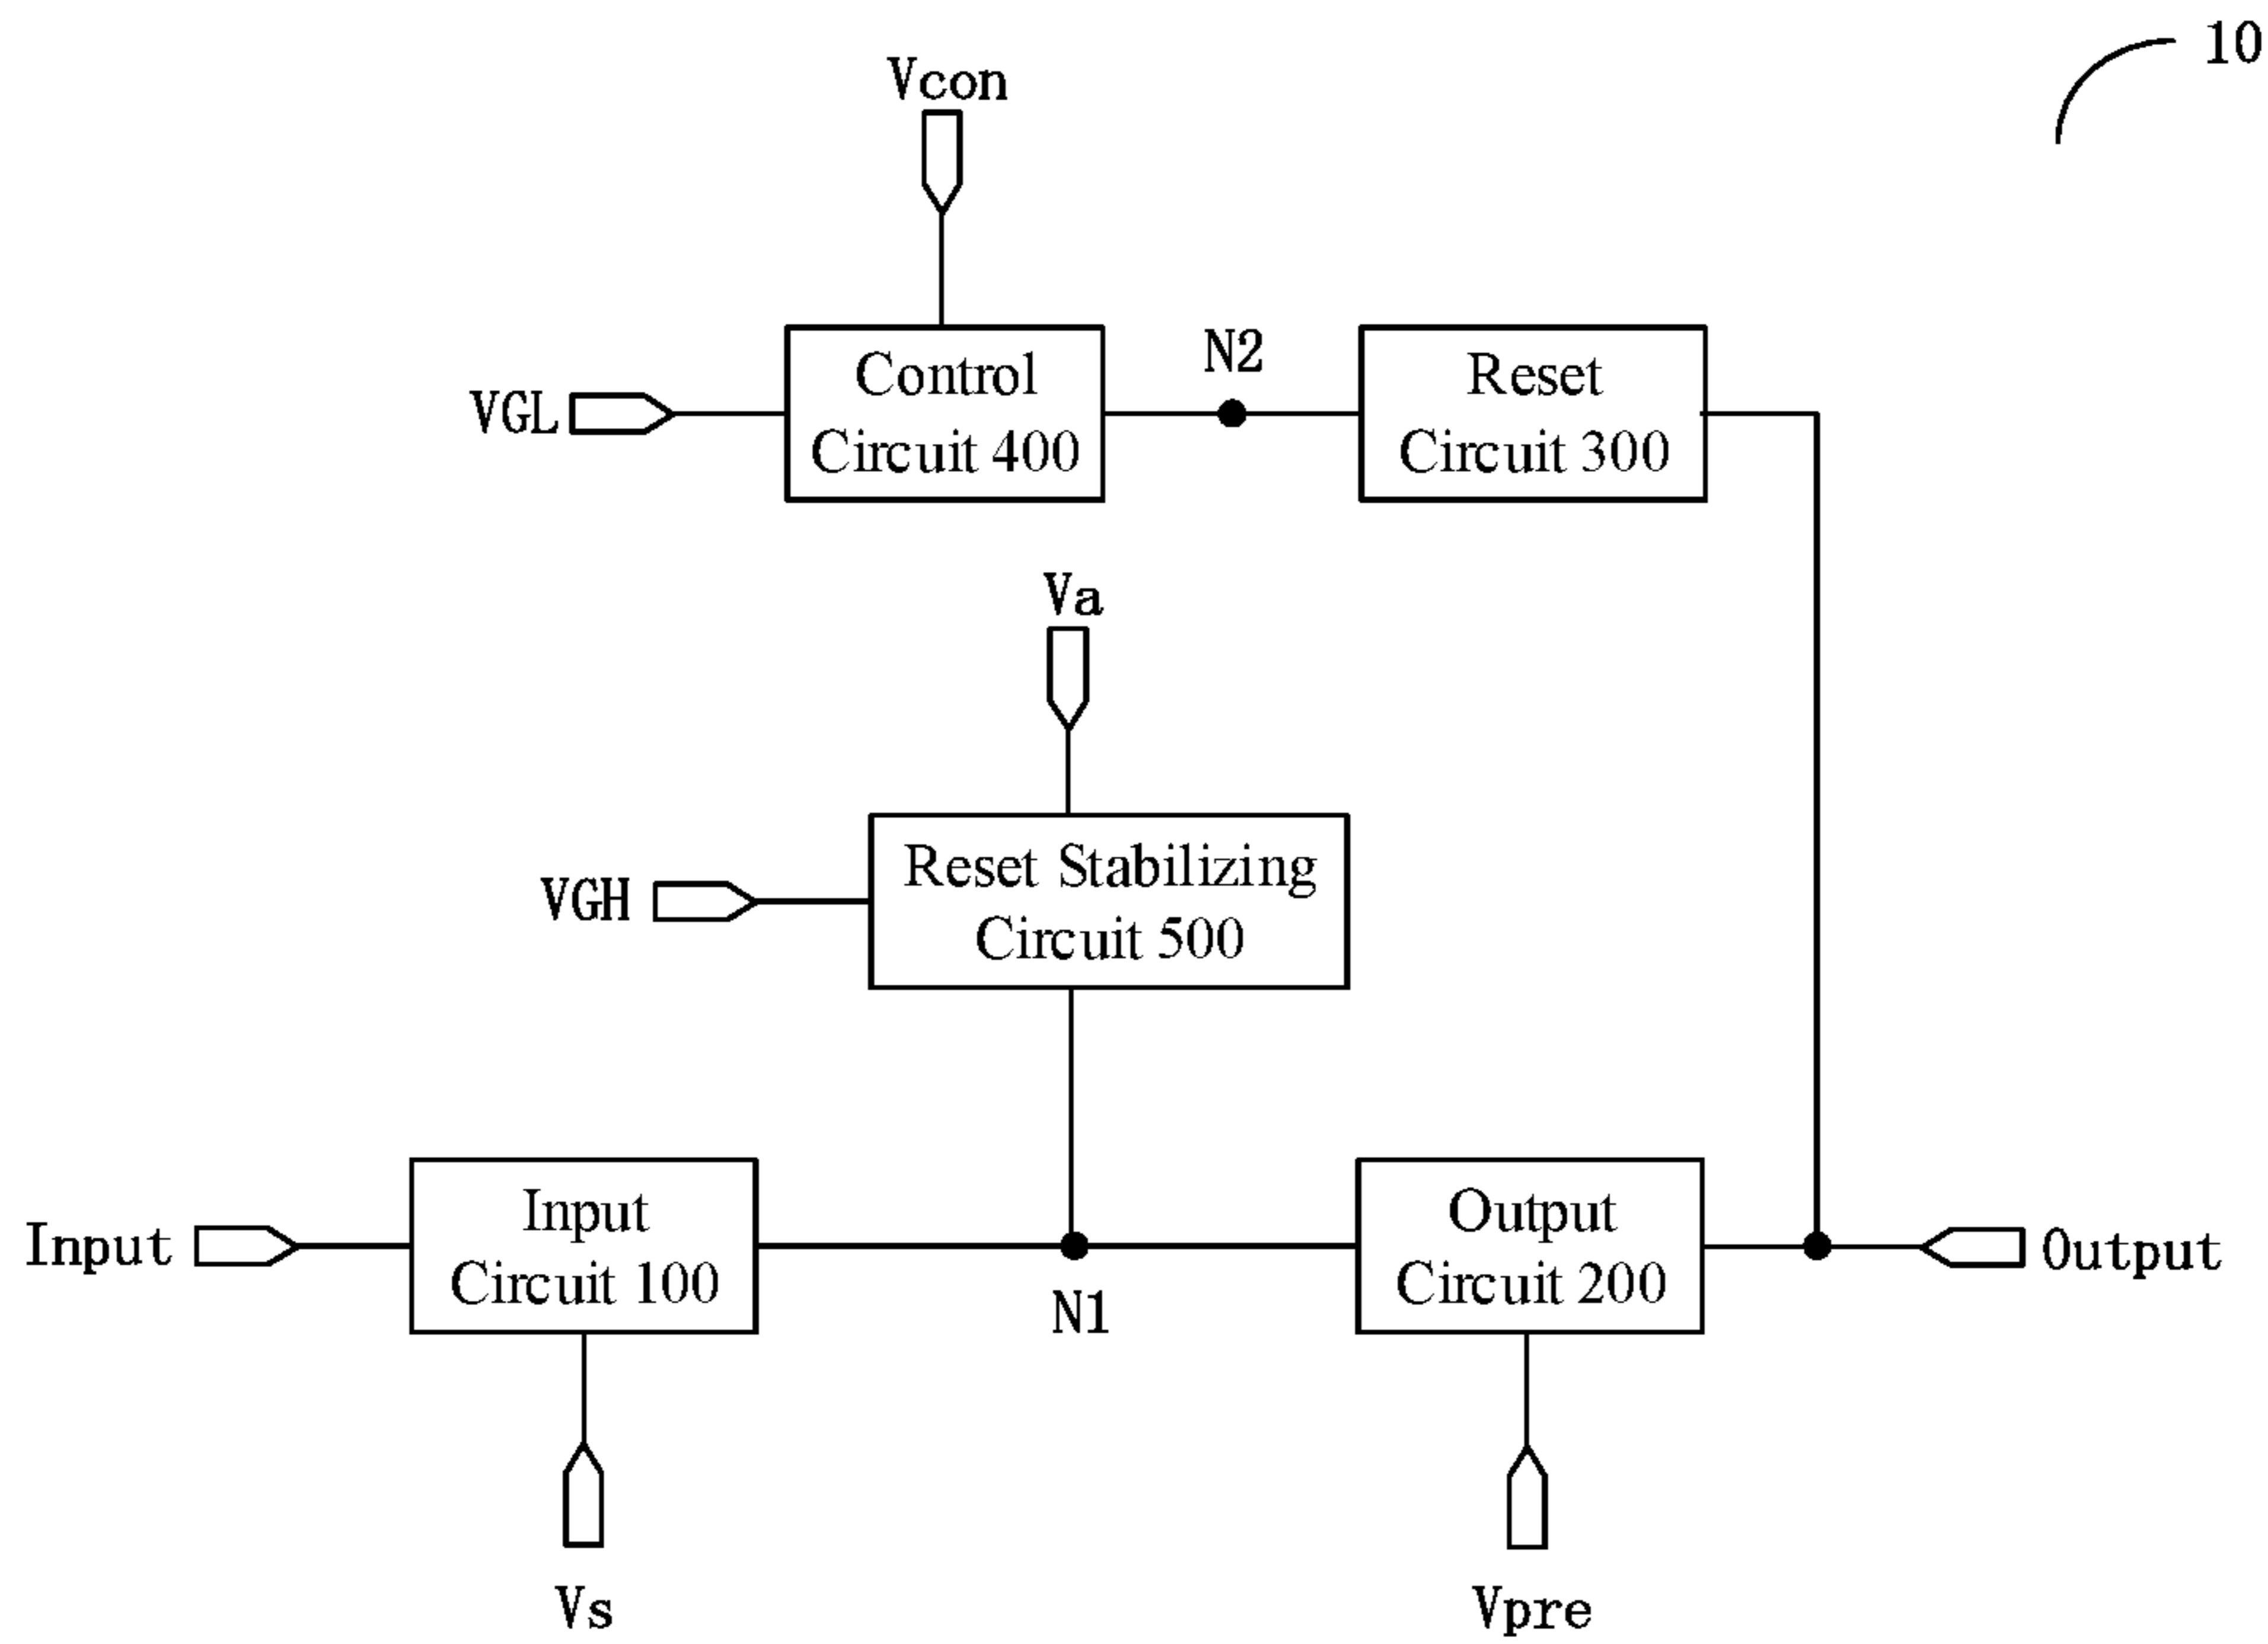 10
Vcon
VGL
Control
Circuit 400
N2
Reset
Circuit 300
Va
VGH
Reset Stabilizing
Circuit 500
Input
Input
Circuit 100
N1
Output
Circuit 200
Output
Vs
Vpre